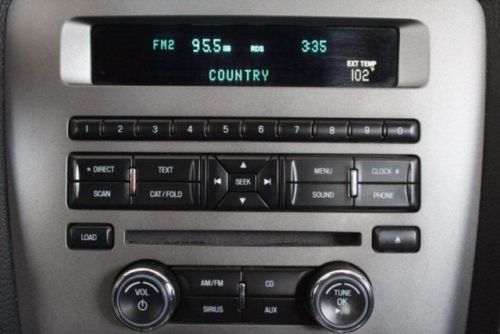 FM2 95.5 RDS 3:35
EXT TEMP
COUNTRY 102°
1 2 3 4 5 6 7 8 9 0
• DIRECT TEXT MENU CLOCK #
SEEK
SCAN CAT/FOLD SOUND PHONE
LOAD
AM/FM CD
VOL TUNE
OK
SIRIUS AUX